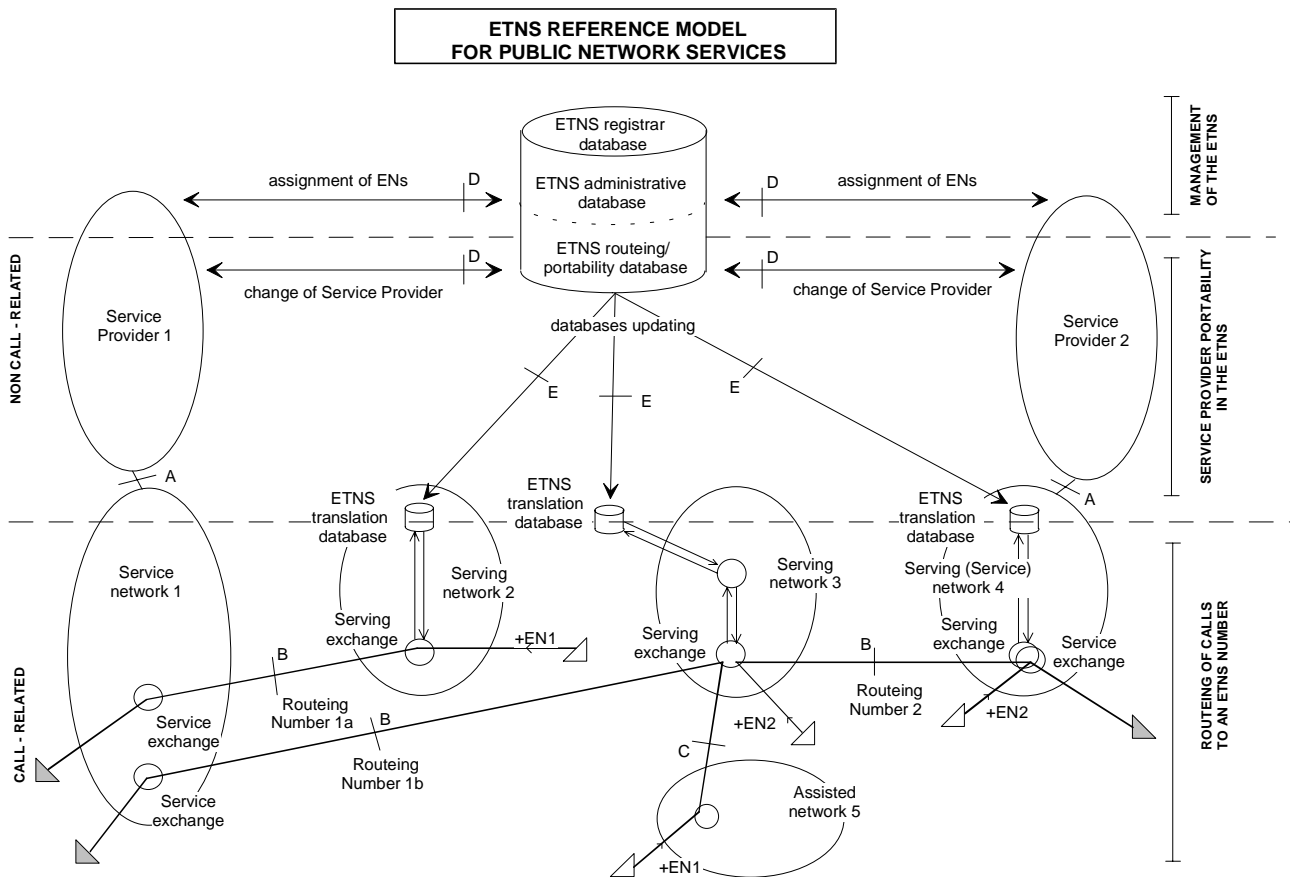 ETNS REFERENCE MODEL
FOR PUBLIC NETWORK SERVICES
ETNS registrar
database
ETNS administrative
database
ETNS routeing/
portability database
assignment of ENs
D
D
assignment of ENs
change of Service Provider
D
D
change of Service Provider
MANAGEMENT
OF THE ETNS
NON CALL - RELATED
SERVICE PROVIDER PORTABILITY
IN THE ETNS
Service
Provider 1
Service
Provider 2
databases updating
E
E
E
A
A
ETNS
translation
database
ETNS
translation
database
ETNS
translation
database
Service
network 1
Serving
network 2
Serving
network 3
Serving (Service)
network 4
Serving
exchange
Serving
exchange
Serving
exchange
Service
exchange
+EN1
B
Routeing
Number 1a
B
Routeing
Number 1b
B
Routeing
Number 2
+EN2
+EN2
C
Service
exchange
Service
exchange
Assisted
network 5
+EN1
CALL - RELATED
ROUTEING OF CALLS
TO AN ETNS NUMBER